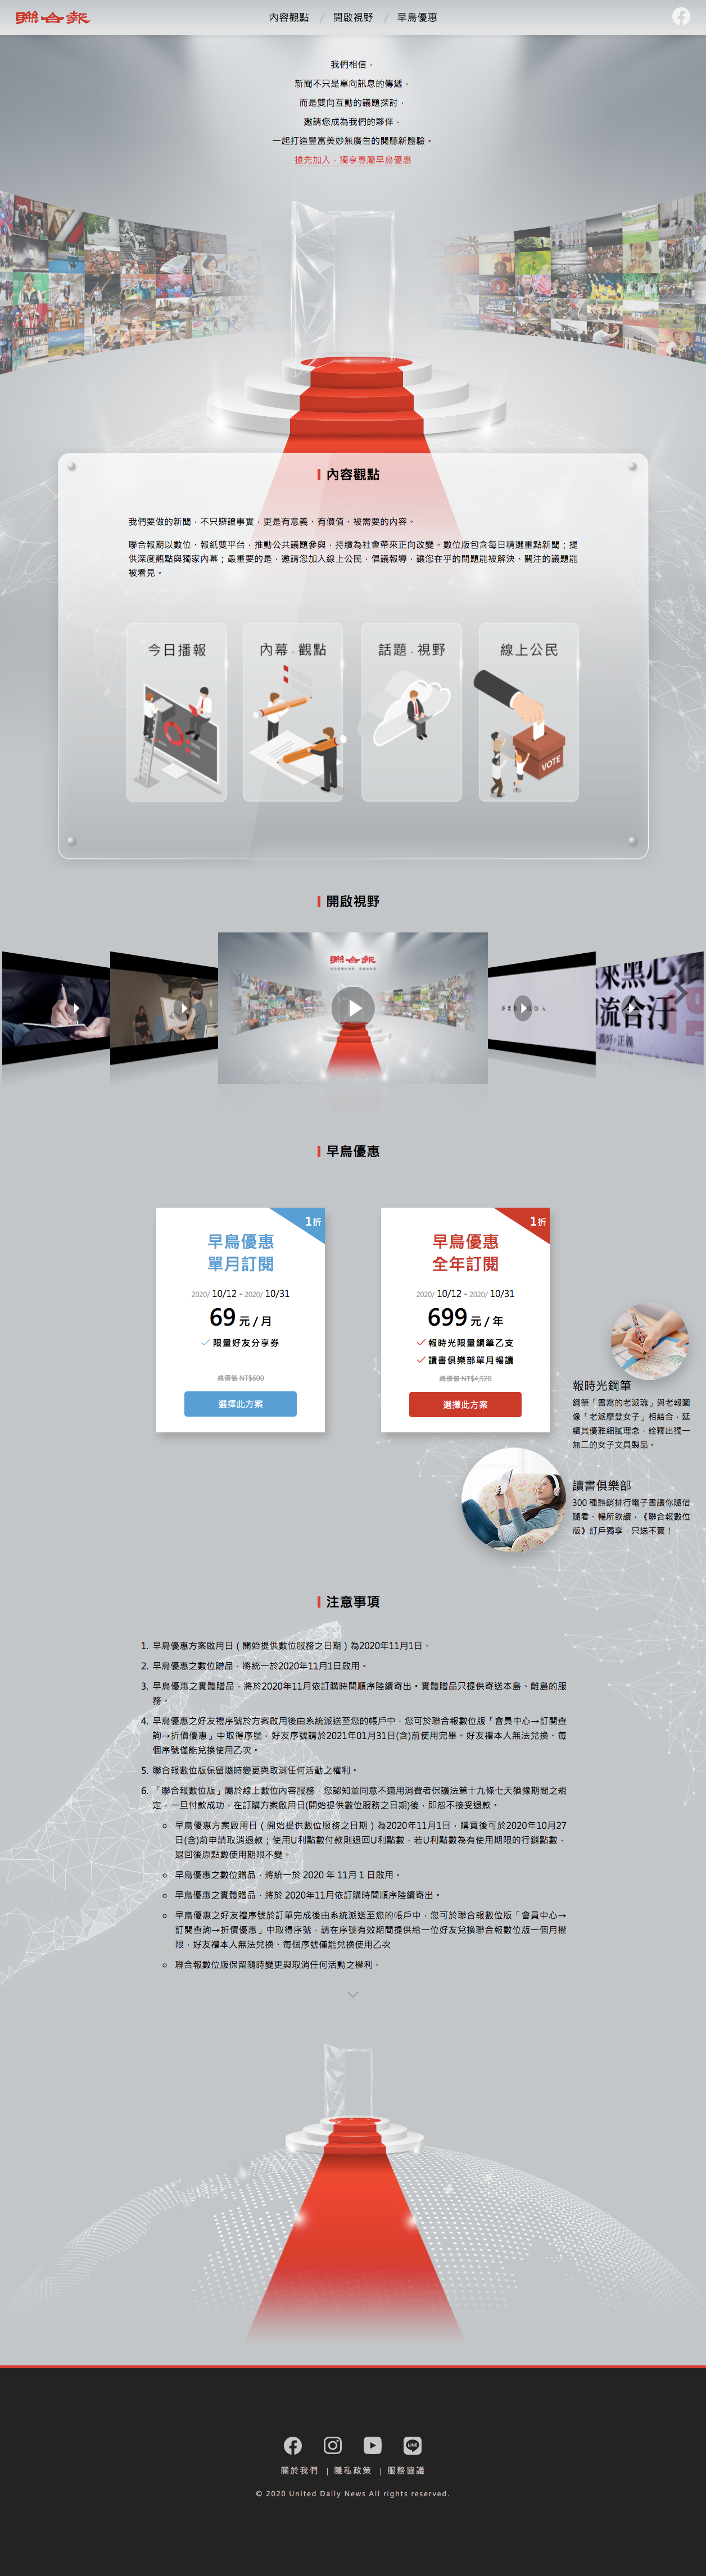 聯合報
內容觀點 / 開啟視野 / 早鳥優惠
我們相信，
新聞不只是單向訊息的傳遞，
而是雙向互動的議題探討，
邀請您成為我們的夥伴，
一起打造豐富美妙無廣告的閱聽新體驗。
搶先加入，獨享專屬早鳥優惠
內容觀點
我們要做的新聞，不只辯證事實，更是有意義、有價值、被需要的內容。
聯合報期以數位、報紙雙平台，推動公共議題參與，持續為社會帶來正向改變。數位版包含每日精選重點新聞；提
供深度觀點與獨家內幕；最重要的是，邀請您加入線上公民，倡議報導，讓您在乎的問題能被解決、關注的議題能
被看見。
今日播報
內幕．觀點
話題．視野
線上公民
VOTE
開啟視野
聯合報
早鳥優惠
1折
早鳥優惠
單月訂閱
2020/ 10/12 - 2020/ 10/31
69 元 / 月
限量好友分享券
總價值 NT$600
選擇此方案
1折
早鳥優惠
全年訂閱
2020/ 10/12 - 2020/ 10/31
699 元 / 年
報時光限量鋼筆乙支
讀書俱樂部單月暢讀
總價值 NT$4,520
選擇此方案
報時光鋼筆
鋼筆「書寫的老派魂」與老報圖
像「老派摩登女子」相結合，延
續其優雅細膩理念，詮釋出獨一
無二的女子文具製品。
讀書俱樂部
300 種熱銷排行電子書讓你隨借
隨看、暢所欲讀，《聯合報數位
版》訂戶獨享，只送不賣！
注意事項
1. 早鳥優惠方案啟用日（開始提供數位服務之日期）為2020年11月1日。
2. 早鳥優惠之數位贈品，將統一於2020年11月1日啟用。
3. 早鳥優惠之實體贈品，將於2020年11月依訂購時間順序陸續寄出。實體贈品只提供寄送本島、離島的服
務。
4. 早鳥優惠之好友禮序號於方案啟用後由系統派送至您的帳戶中，您可於聯合報數位版「會員中心→訂閱查
詢→折價優惠」中取得序號，好友序號請於2021年01月31日(含)前使用完畢。好友禮本人無法兌換、每
個序號僅能兌換使用乙次。
5. 聯合報數位版保留隨時變更與取消任何活動之權利。
6. 「聯合報數位版」屬於線上數位內容服務，您認知並同意不適用消費者保護法第十九條七天猶豫期間之規
定，一旦付款成功，在訂購方案啟用日(開始提供數位服務之日期)後，即恕不接受退款。
早鳥優惠方案啟用日（開始提供數位服務之日期）為2020年11月1日，購買後可於2020年10月27
日(含)前申請取消退款；使用U利點數付款則退回U利點數，若U利點數為有使用期限的行銷點數，
退回後原點數使用期限不變。
早鳥優惠之數位贈品，將統一於 2020 年 11月 1 日啟用。
早鳥優惠之實體贈品，將於 2020年11月依訂購時間順序陸續寄出。
早鳥優惠之好友禮序號於訂單完成後由系統派送至您的帳戶中，您可於聯合報數位版「會員中心→
訂閱查詢→折價優惠」中取得序號，請在序號有效期間提供給一位好友兌換聯合報數位版一個月權
限，好友禮本人無法兌換、每個序號僅能兌換使用乙次
聯合報數位版保留隨時變更與取消任何活動之權利。
LINE
關於我們 | 隱私政策 | 服務協議
© 2020 United Daily News All rights reserved.